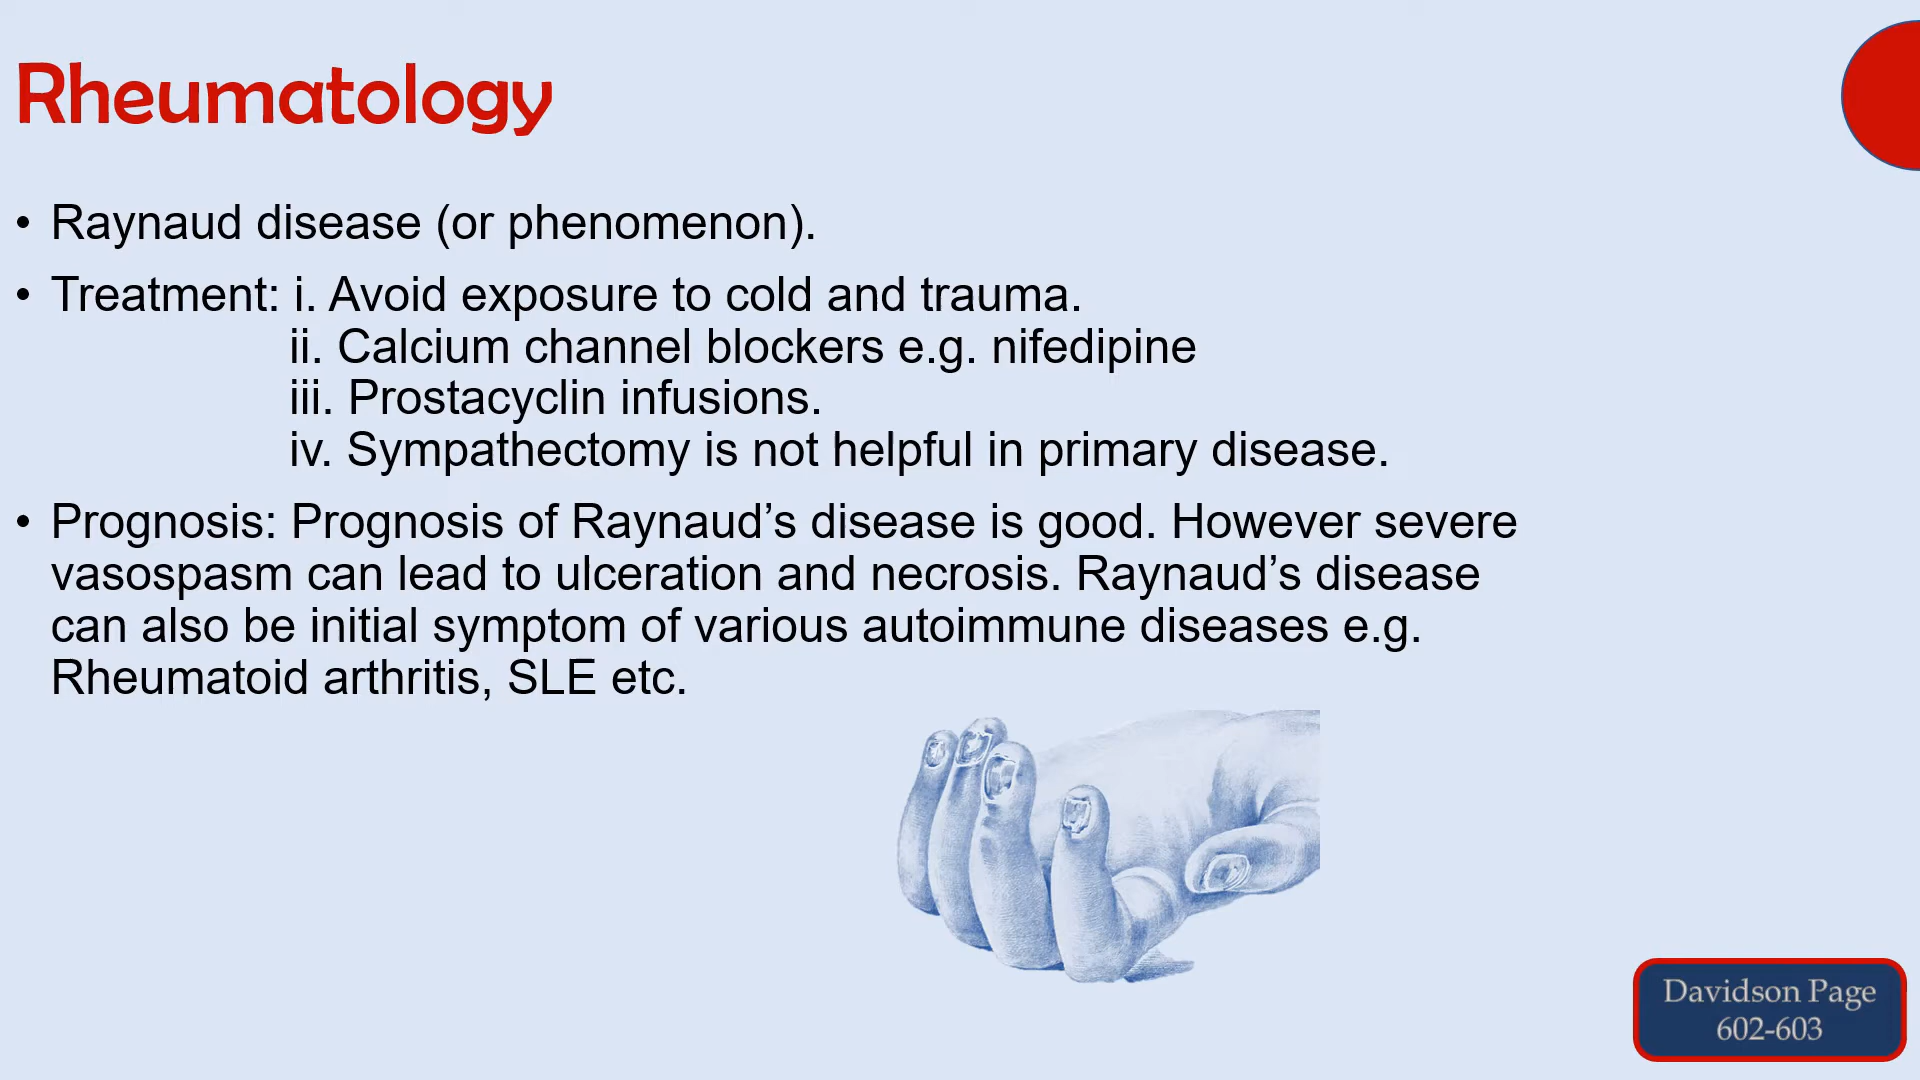 Rheumatology
• Raynaud disease (or phenomenon).
• Treatment: i. Avoid exposure to cold and trauma.
ii. Calcium channel blockers e.g. nifedipine
iii. Prostacyclin infusions.
iv. Sympathectomy is not helpful in primary disease.
• Prognosis: Prognosis of Raynaud’s disease is good. However severe
vasospasm can lead to ulceration and necrosis. Raynaud’s disease
can also be initial symptom of various autoimmune diseases e.g.
Rheumatoid arthritis, SLE etc.
Davidson Page
602-603